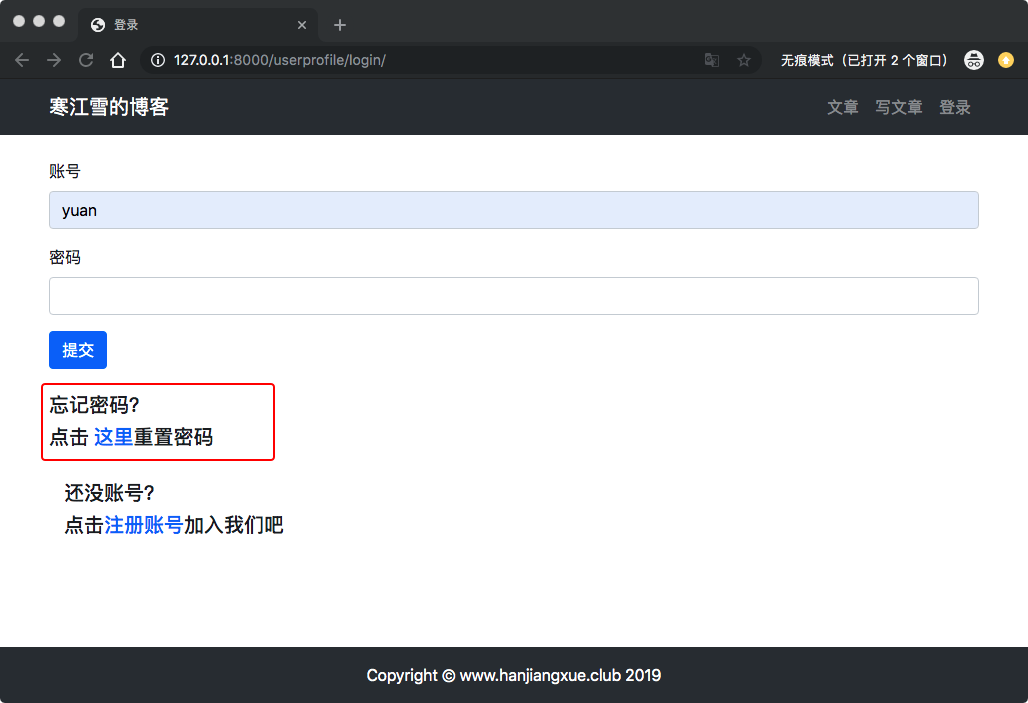 登录
127.0.0.1:8000/userprofile/login/
无痕模式（已打开 2 个窗口）
寒江雪的博客
文章 写文章 登录
账号
yuan
密码
提交
忘记密码?
点击 这里重置密码
还没账号?
点击注册账号加入我们吧
Copyright © www.hanjiangxue.club 2019